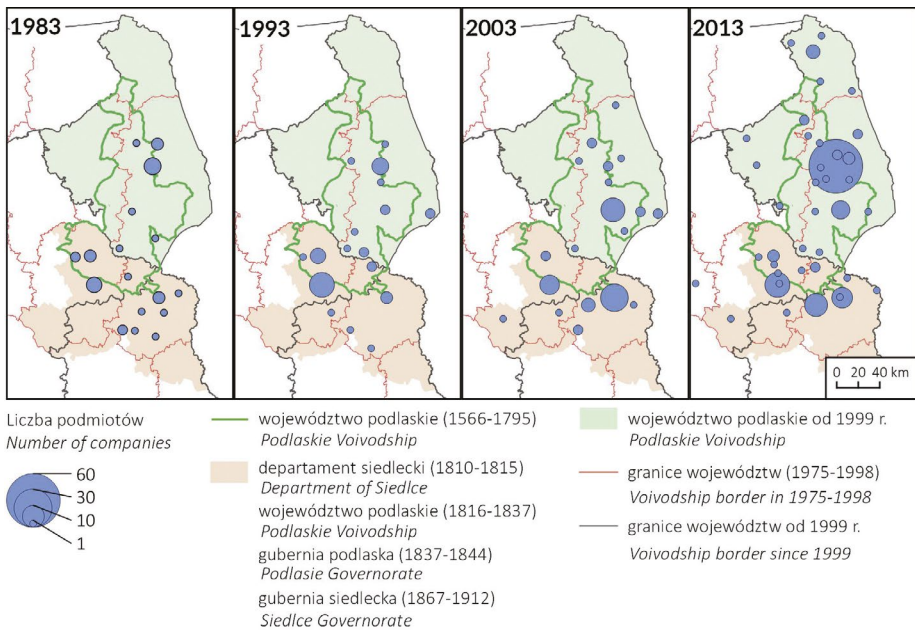 1983
1993
2003
2013
0 20 40 km
Liczba podmiotów
Number of companies
60
30
10
1
województwo podlaskie (1566-1795)
Podlaskie Voivodship
departament siedlecki (1810-1815)
Department of Siedlce
województwo podlaskie (1816-1837)
Podlaskie Voivodship
gubernia podlaska (1837-1844)
Podlasie Governorate
gubernia siedlecka (1867-1912)
Siedlce Governorate
województwo podlaskie od 1999 r.
Podlaskie Voivodship
granice województw (1975-1998)
Voivodship border in 1975-1998
granice województw od 1999 r.
Voivodship border since 1999